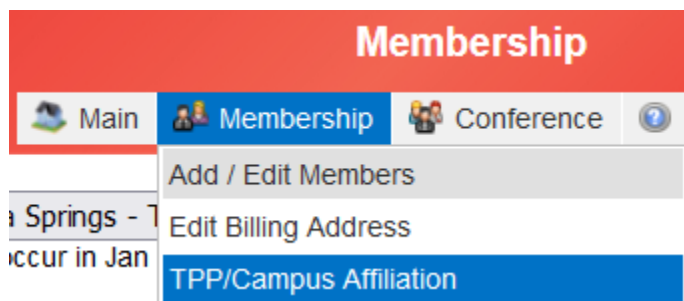 Membership
Main Membership Conference
Add / Edit Members
Springs -
Edit Billing Address
occur in Jan
TPP/Campus Affiliation